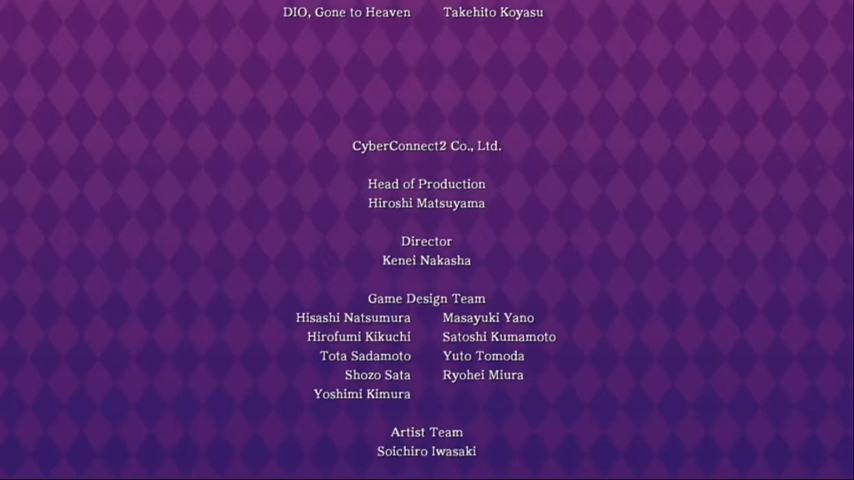 DIO, Gone to Heaven Takehito Koyasu
CyberConnect2 Co., Ltd.
Head of Production
Hiroshi Matsuyama
Director
Kenei Nakasha
Game Design Team
Hisashi Natsumura Masayuki Yano
Hirofumi Kikuchi Satoshi Kumamoto
Tota Sadamoto Yuto Tomoda
Shozo Sata Ryohei Miura
Yoshimi Kimura
Artist Team
Soichiro Iwasaki